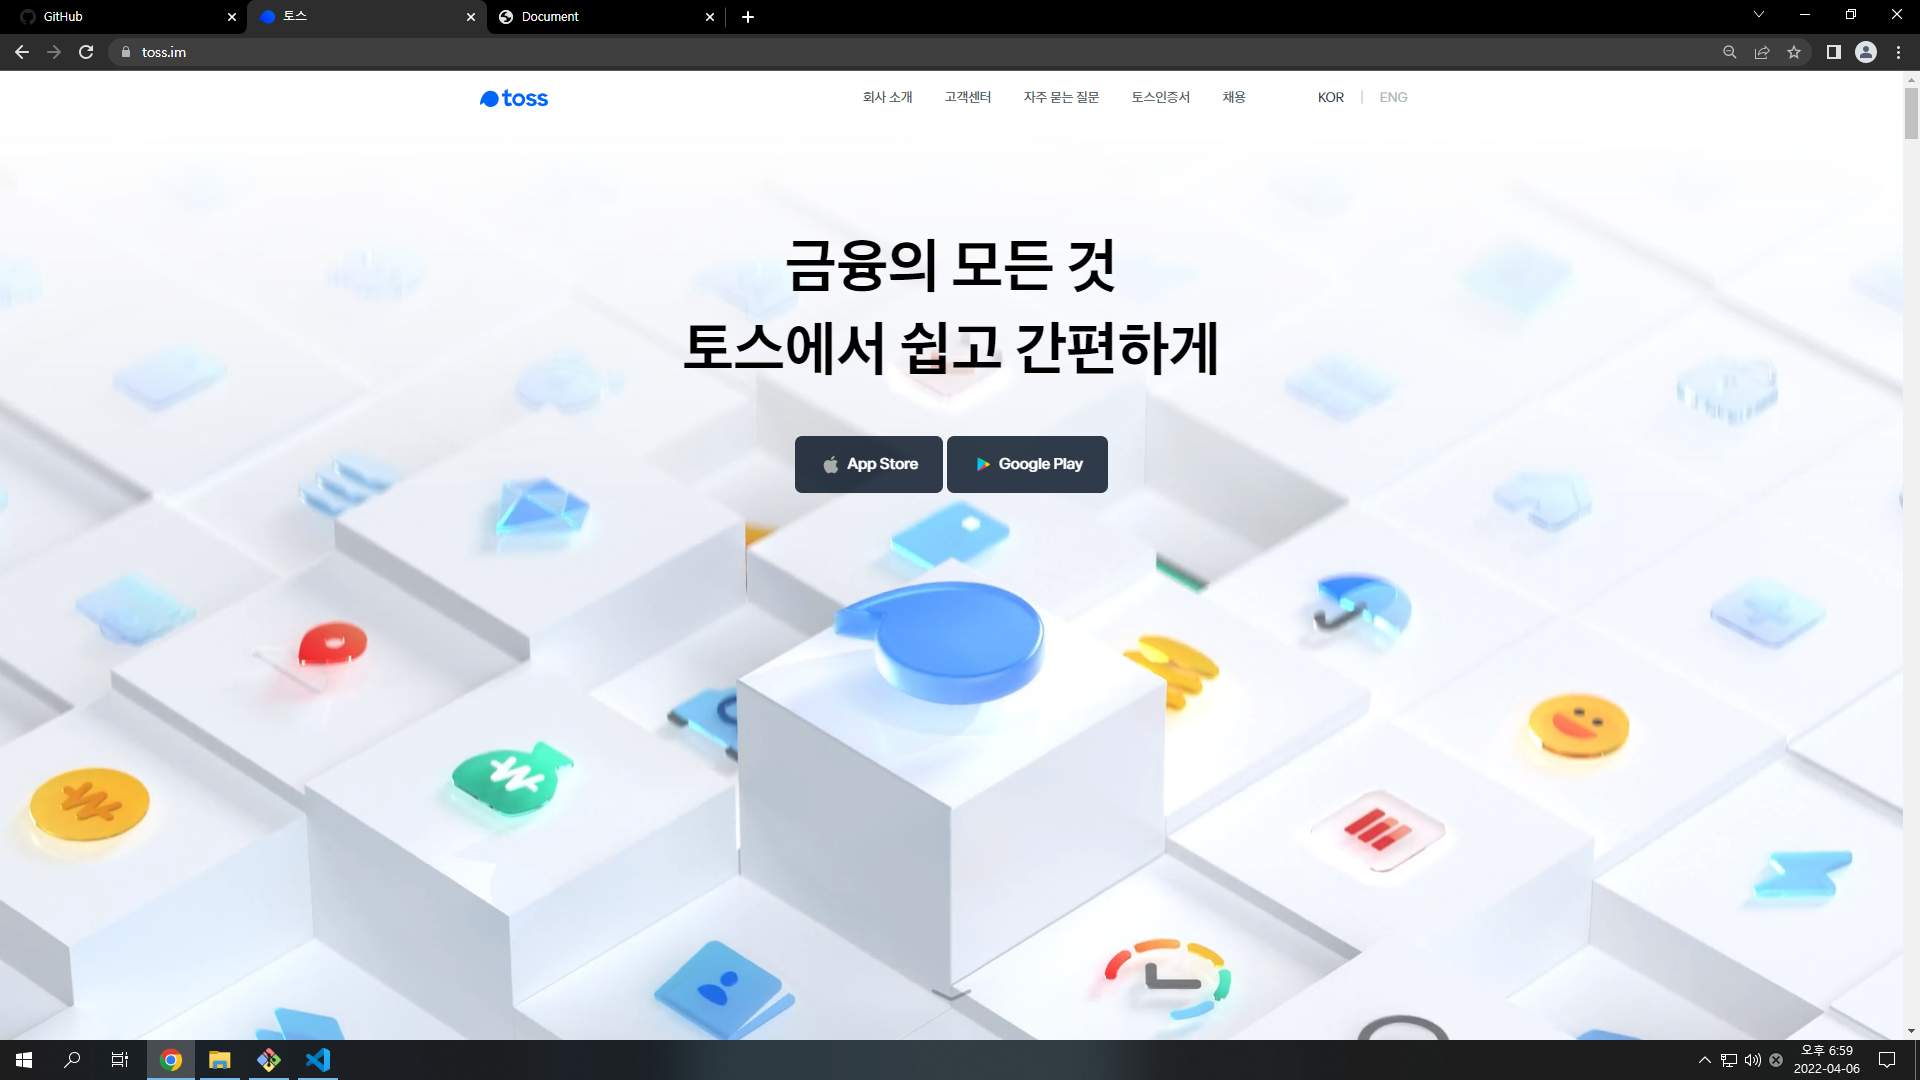 GitHub
토스
Document
toss.im
toss
회사 소개
고객센터
자주 묻는 질문
토스인증서
채용
KOR
ENG
금융의 모든 것
토스에서 쉽고 간편하게
App Store
Google Play
오후 6:59
2022-04-06